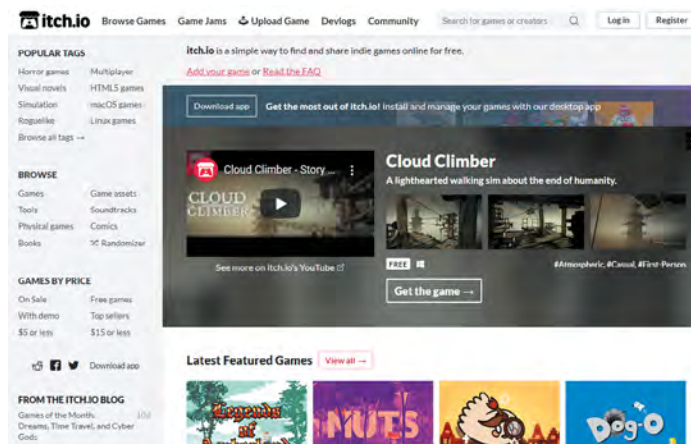 itch.io Browse Games Game Jams Upload Game Devlogs Community Search for games or creators Log in Register
POPULAR TAGS
Horror games Multiplayer
Visual novels HTML5 games
Simulation macOS games
Roguelike Linux games
Browse all tags →
BROWSE
Games Game assets
Tools Soundtracks
Physical games Comics
Books Randomizer
GAMES BY PRICE
On Sale Free games
With demo Top sellers
$5 or less $15 or less
Download app
FROM THE ITCH.IO BLOG
Games of the Month: 10d
Dreams, Time Travel, and Cyber
Gods
itch.io is a simple way to find and share indie games online for free.
Add your game or Read the FAQ
Download app Get the most out of itch.io! Install and manage your games with our desktop app
Cloud Climber - Story ...
CLOUD
CLIMBER
See more on itch.io's YouTube
Cloud Climber
A lighthearted walking sim about the end of humanity.
FREE
#Atmospheric, #Casual, #First-Person
Get the game →
Latest Featured Games View all →
Legends
of
NUTS
Dog-O